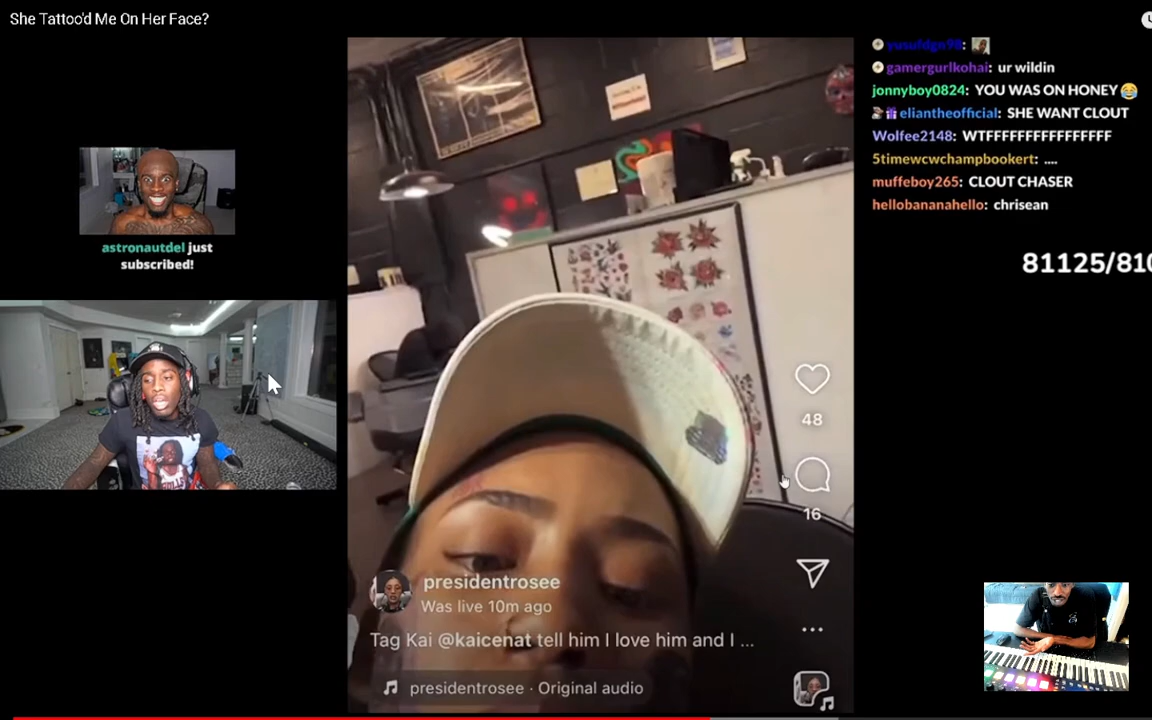 She Tattoo'd Me On Her Face?
yusufdgn98:
gamergurlkohai: ur wildin
jonnyboy0824: YOU WAS ON HONEY😂
eliantheofficial: SHE WANT CLOUT
Wolfee2148: WTFFFFFFFFFFFFFFFF
5timewcwchampbookert: ....
muffeboy265: CLOUT CHASER
hellobananahello: chrisean
astronautdel just
subscribed!
81125/810
48
16
presidentrosee
Was live 10m ago
Tag Kai @kaicenat tell him I love him and I ...
presidentrosee · Original audio